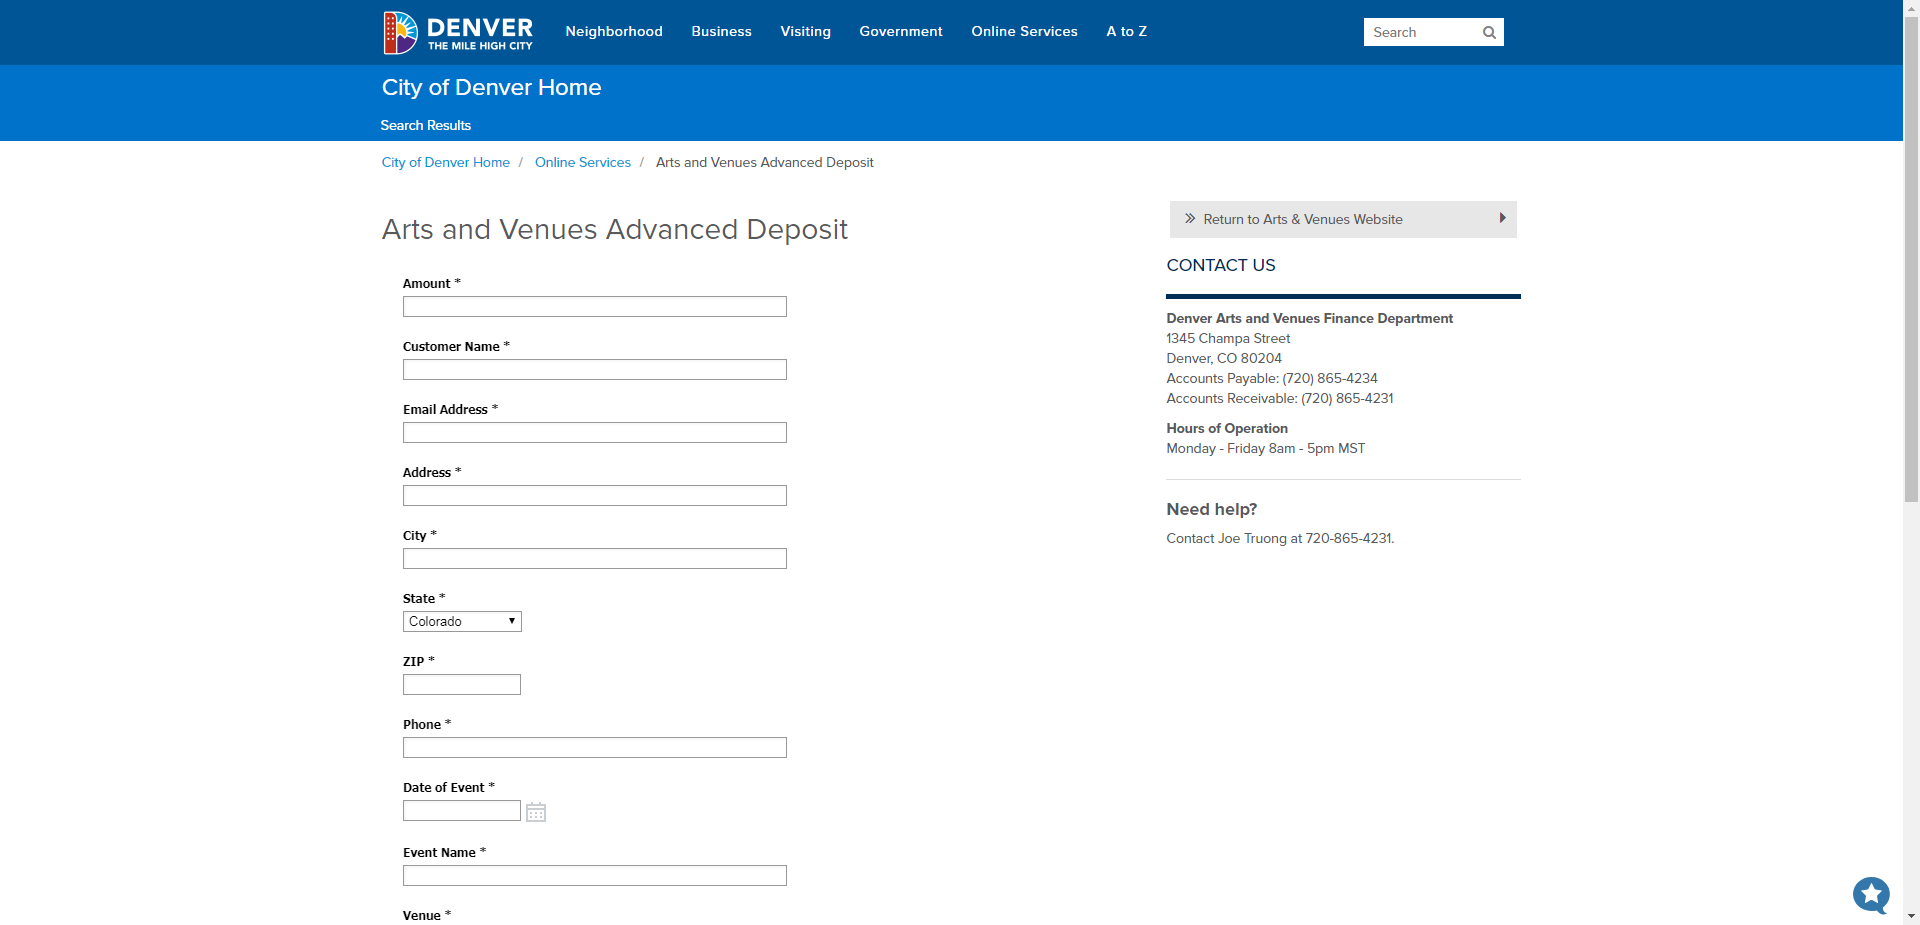 DENVER
THE MILE HIGH CITY
Neighborhood
Business
Visiting
Government
Online Services
A to Z
Search
City of Denver Home
Search Results
City of Denver Home / Online Services / Arts and Venues Advanced Deposit
Arts and Venues Advanced Deposit
Amount *
Customer Name *
Email Address *
Address *
City *
State *
Colorado
ZIP *
Phone *
Date of Event *
Event Name *
Venue *
Return to Arts & Venues Website
CONTACT US
Denver Arts and Venues Finance Department
1345 Champa Street
Denver, CO 80204
Accounts Payable: (720) 865-4234
Accounts Receivable: (720) 865-4231
Hours of Operation
Monday - Friday 8am - 5pm MST
Need help?
Contact Joe Truong at 720-865-4231.